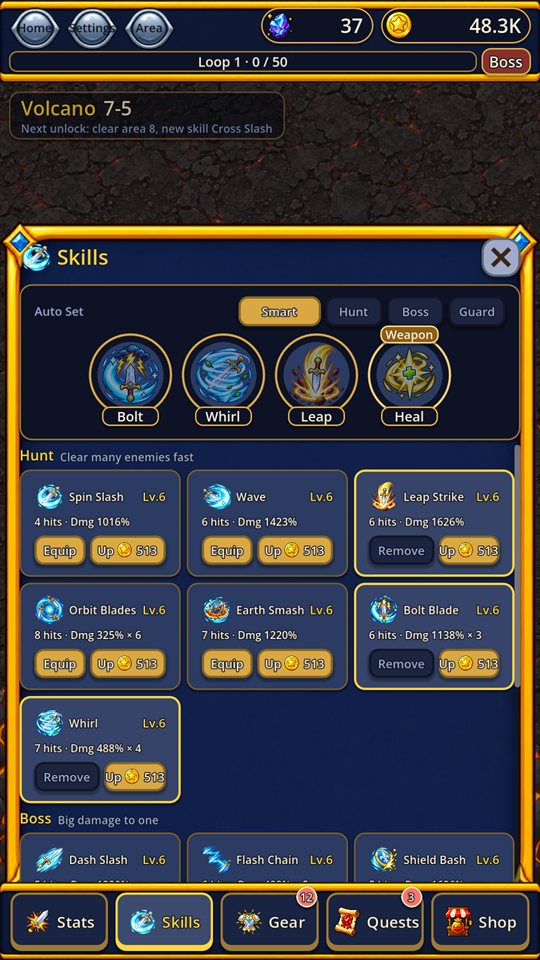 Home Settings Area 37 48.3K
Loop 1 · 0 / 50 Boss
Volcano 7-5
Next unlock: clear area 8, new skill Cross Slash
Skills
Auto Set Smart Hunt Boss Guard
Weapon
Bolt Whirl Leap Heal
Hunt Clear many enemies fast
Spin Slash Lv.6 Wave Lv.6 Leap Strike Lv.6
4 hits · Dmg 1016% 6 hits · Dmg 1423% 6 hits · Dmg 1626%
Equip Up 513 Equip Up 513 Remove Up 513
Orbit Blades Lv.6 Earth Smash Lv.6 Bolt Blade Lv.6
8 hits · Dmg 325% × 6 7 hits · Dmg 1220% 6 hits · Dmg 1138% × 3
Equip Up 513 Equip Up 513 Remove Up 513
Whirl Lv.6
7 hits · Dmg 488% × 4
Remove Up 513
Boss Big damage to one
Dash Slash Lv.6 Flash Chain Lv.6 Shield Bash Lv.6
12 3
Stats Skills Gear Quests Shop